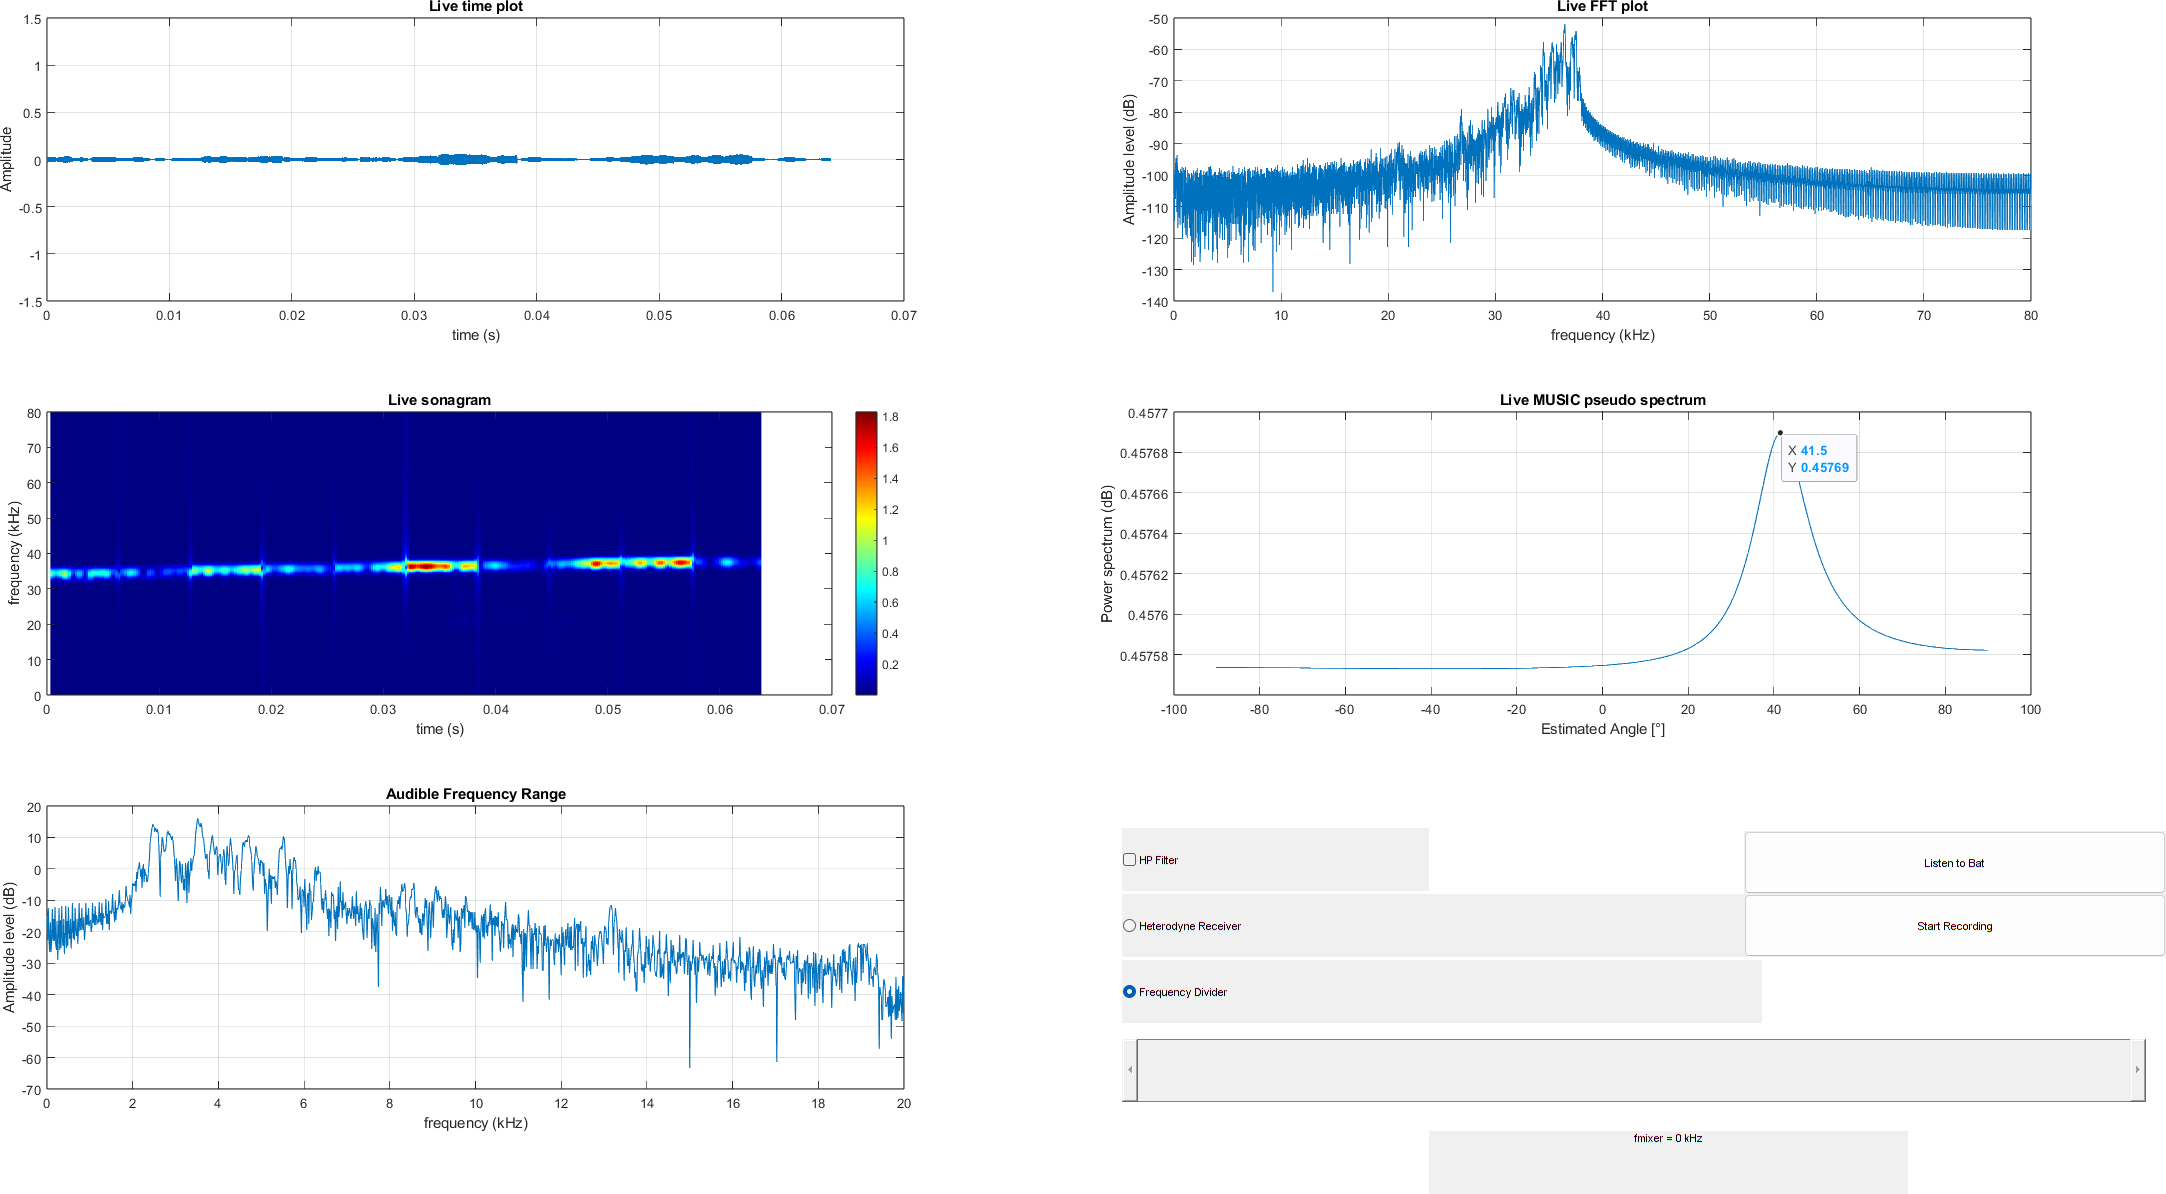 Live time plot
1.5
1
0.5
0
-0.5
-1
-1.5
Amplitude
0 0.01 0.02 0.03 0.04 0.05 0.06 0.07
time (s)
Live FFT plot
-50
-60
-70
-80
-90
-100
-110
-120
-130
-140
Amplitude level (dB)
0 10 20 30 40 50 60 70 80
frequency (kHz)
Live sonagram
80
70
60
50
40
30
20
10
0
frequency (kHz)
0 0.01 0.02 0.03 0.04 0.05 0.06 0.07
time (s)
1.8
1.6
1.4
1.2
1
0.8
0.6
0.4
0.2
Live MUSIC pseudo spectrum
0.4577
0.45768
0.45766
0.45764
0.45762
0.4576
0.45758
Power spectrum (dB)
X 41.5
Y 0.45769
-100 -80 -60 -40 -20 0 20 40 60 80 100
Estimated Angle [°]
Audible Frequency Range
20
10
0
-10
-20
-30
-40
-50
-60
-70
Amplitude level (dB)
0 2 4 6 8 10 12 14 16 18 20
frequency (kHz)
HP Filter
Listen to Bat
Heterodyne Receiver
Start Recording
Frequency Divider
fmixer = 0 kHz